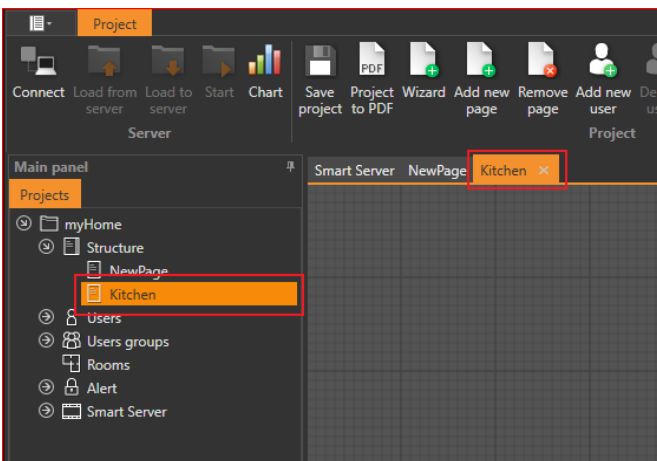 Project
PDF
Connect Load from server Load to server Start Chart Save project Project to PDF Wizard Add new page Remove page Add new user
Server Project
Main panel
Smart Server NewPage Kitchen
Projects
myHome
Structure
NewPage
Kitchen
Users
Users groups
Rooms
Alert
Smart Server